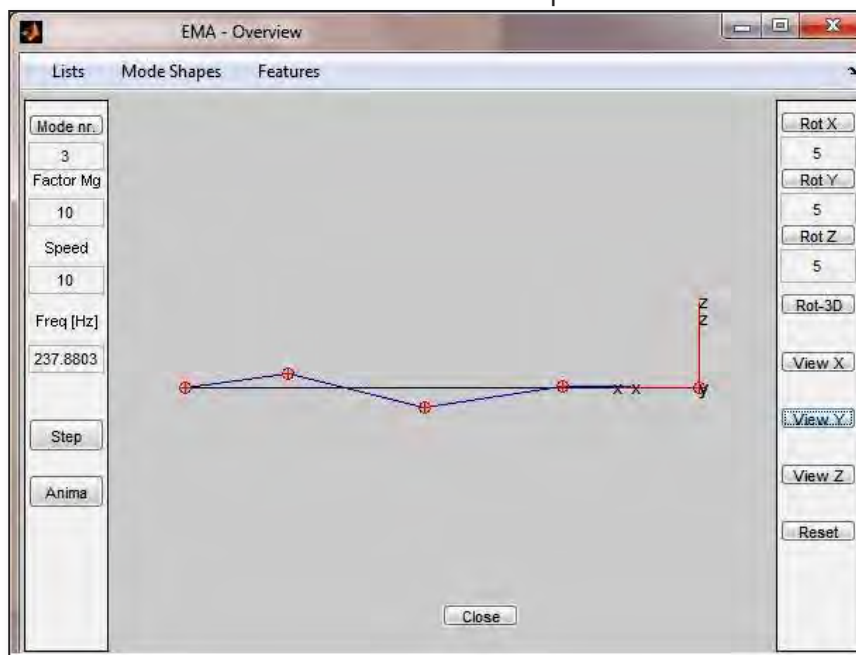 EMA - Overview
Lists Mode Shapes Features
Mode nr.
3
Factor Mg
10
Speed
10
Freq [Hz]
237.8803
Step
Anima
z
z
x x
y
Rot X
5
Rot Y
5
Rot Z
5
Rot-3D
View X
View Y
View Z
Reset
Close